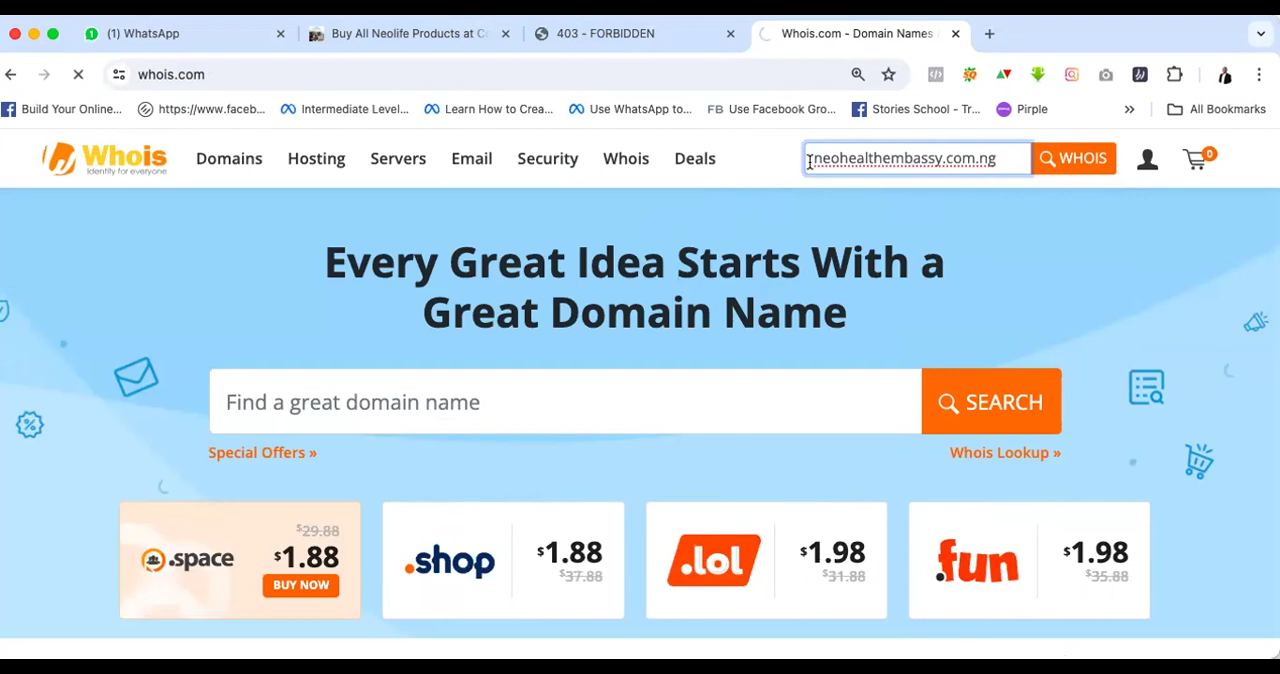 (1) WhatsApp
Buy All Neolife Products at C
403 - FORBIDDEN
Whois.com - Domain Names
whois.com
Build Your Online...
https://www.faceb...
Intermediate Level...
Learn How to Crea...
Use WhatsApp to...
FB Use Facebook Gro...
Stories School - Tr...
Pirple
»
All Bookmarks
Whois
Identity for everyone
Domains
Hosting
Servers
Email
Security
Whois
Deals
neohealthembassy.com.ng
WHOIS
0
Every Great Idea Starts With a
Great Domain Name
Find a great domain name
SEARCH
Special Offers »
Whois Lookup »
.space
$29.88
$1.88
BUY NOW
.shop
$1.88
$37.88
.lol
$1.98
$31.88
.fun
$1.98
$35.88